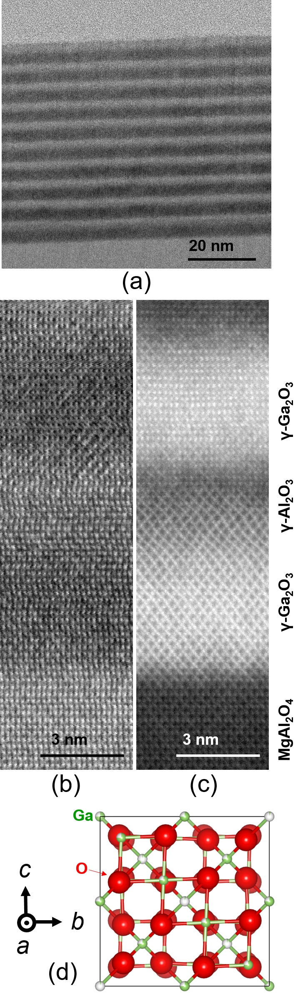 20 nm
(a)
γ-Ga₂O₃
γ-Al₂O₃
γ-Ga₂O₃
MgAl₂O₄
3 nm
3 nm
(b)
(c)
Ga
O
c
b
a
(d)